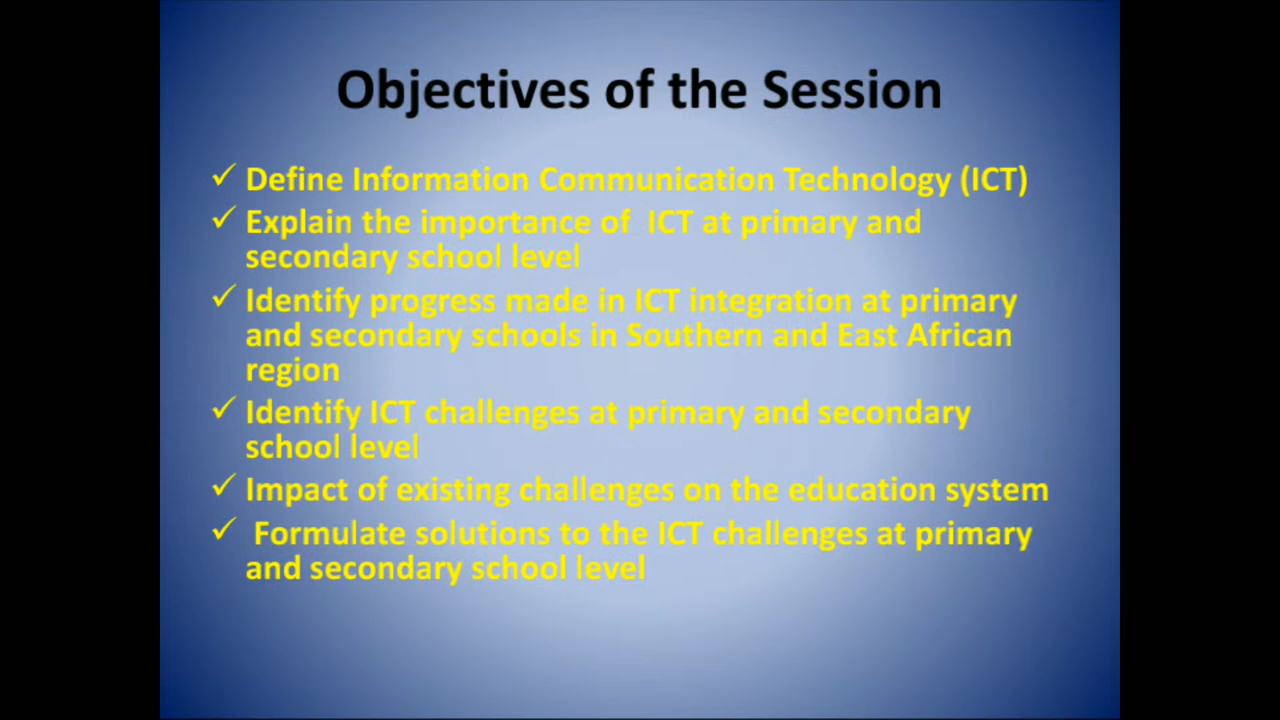 Objectives of the Session
✓ Define Information Communication Technology (ICT)
✓ Explain the importance of ICT at primary and
secondary school level
✓ Identify progress made in ICT integration at primary
and secondary schools in Southern and East African
region
✓ Identify ICT challenges at primary and secondary
school level
✓ Impact of existing challenges on the education system
✓ Formulate solutions to the ICT challenges at primary
and secondary school level